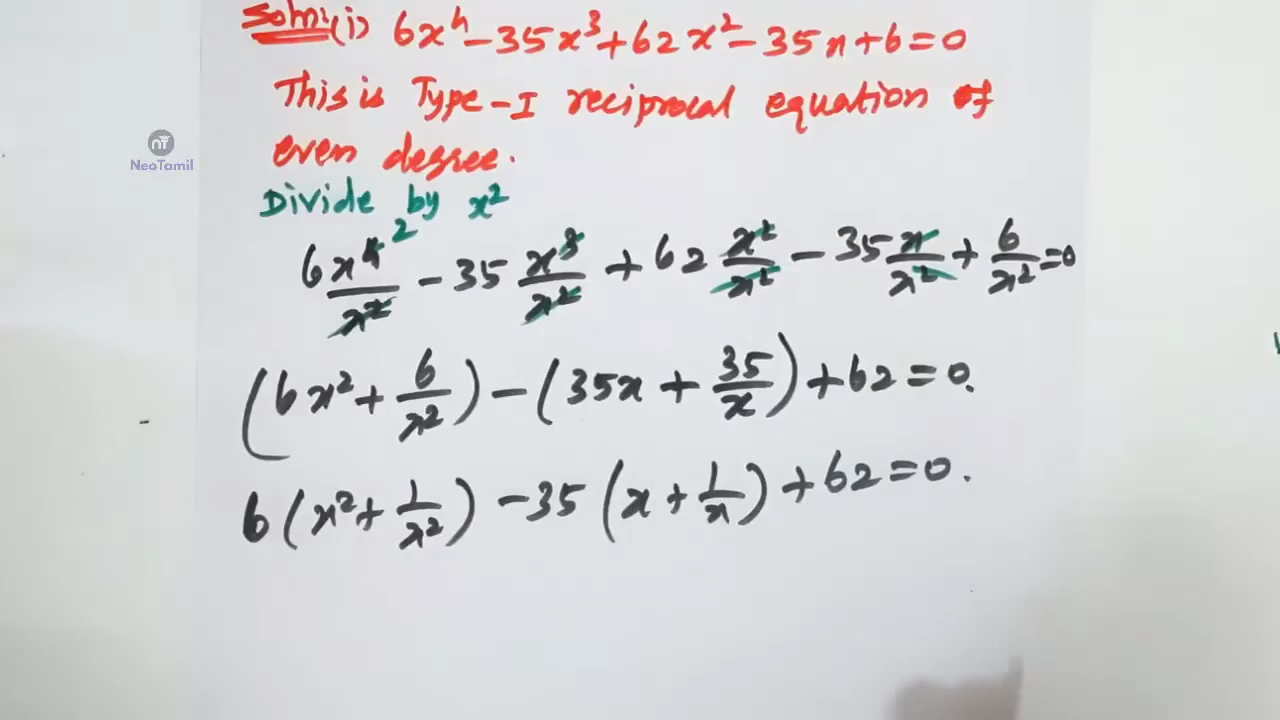 Soln: (i) 6x⁴ - 35x³ + 62x² - 35x + 6 = 0
This is Type-I reciprocal equation of
even degree.
NeoTamil
Divide by x²
6x⁴/x² - 35 x³/x² + 62 x²/x² - 35 x/x² + 6/x² = 0
(6x² + 6/x²) - (35x + 35/x) + 62 = 0.
6(x² + 1/x²) - 35(x + 1/x) + 62 = 0.